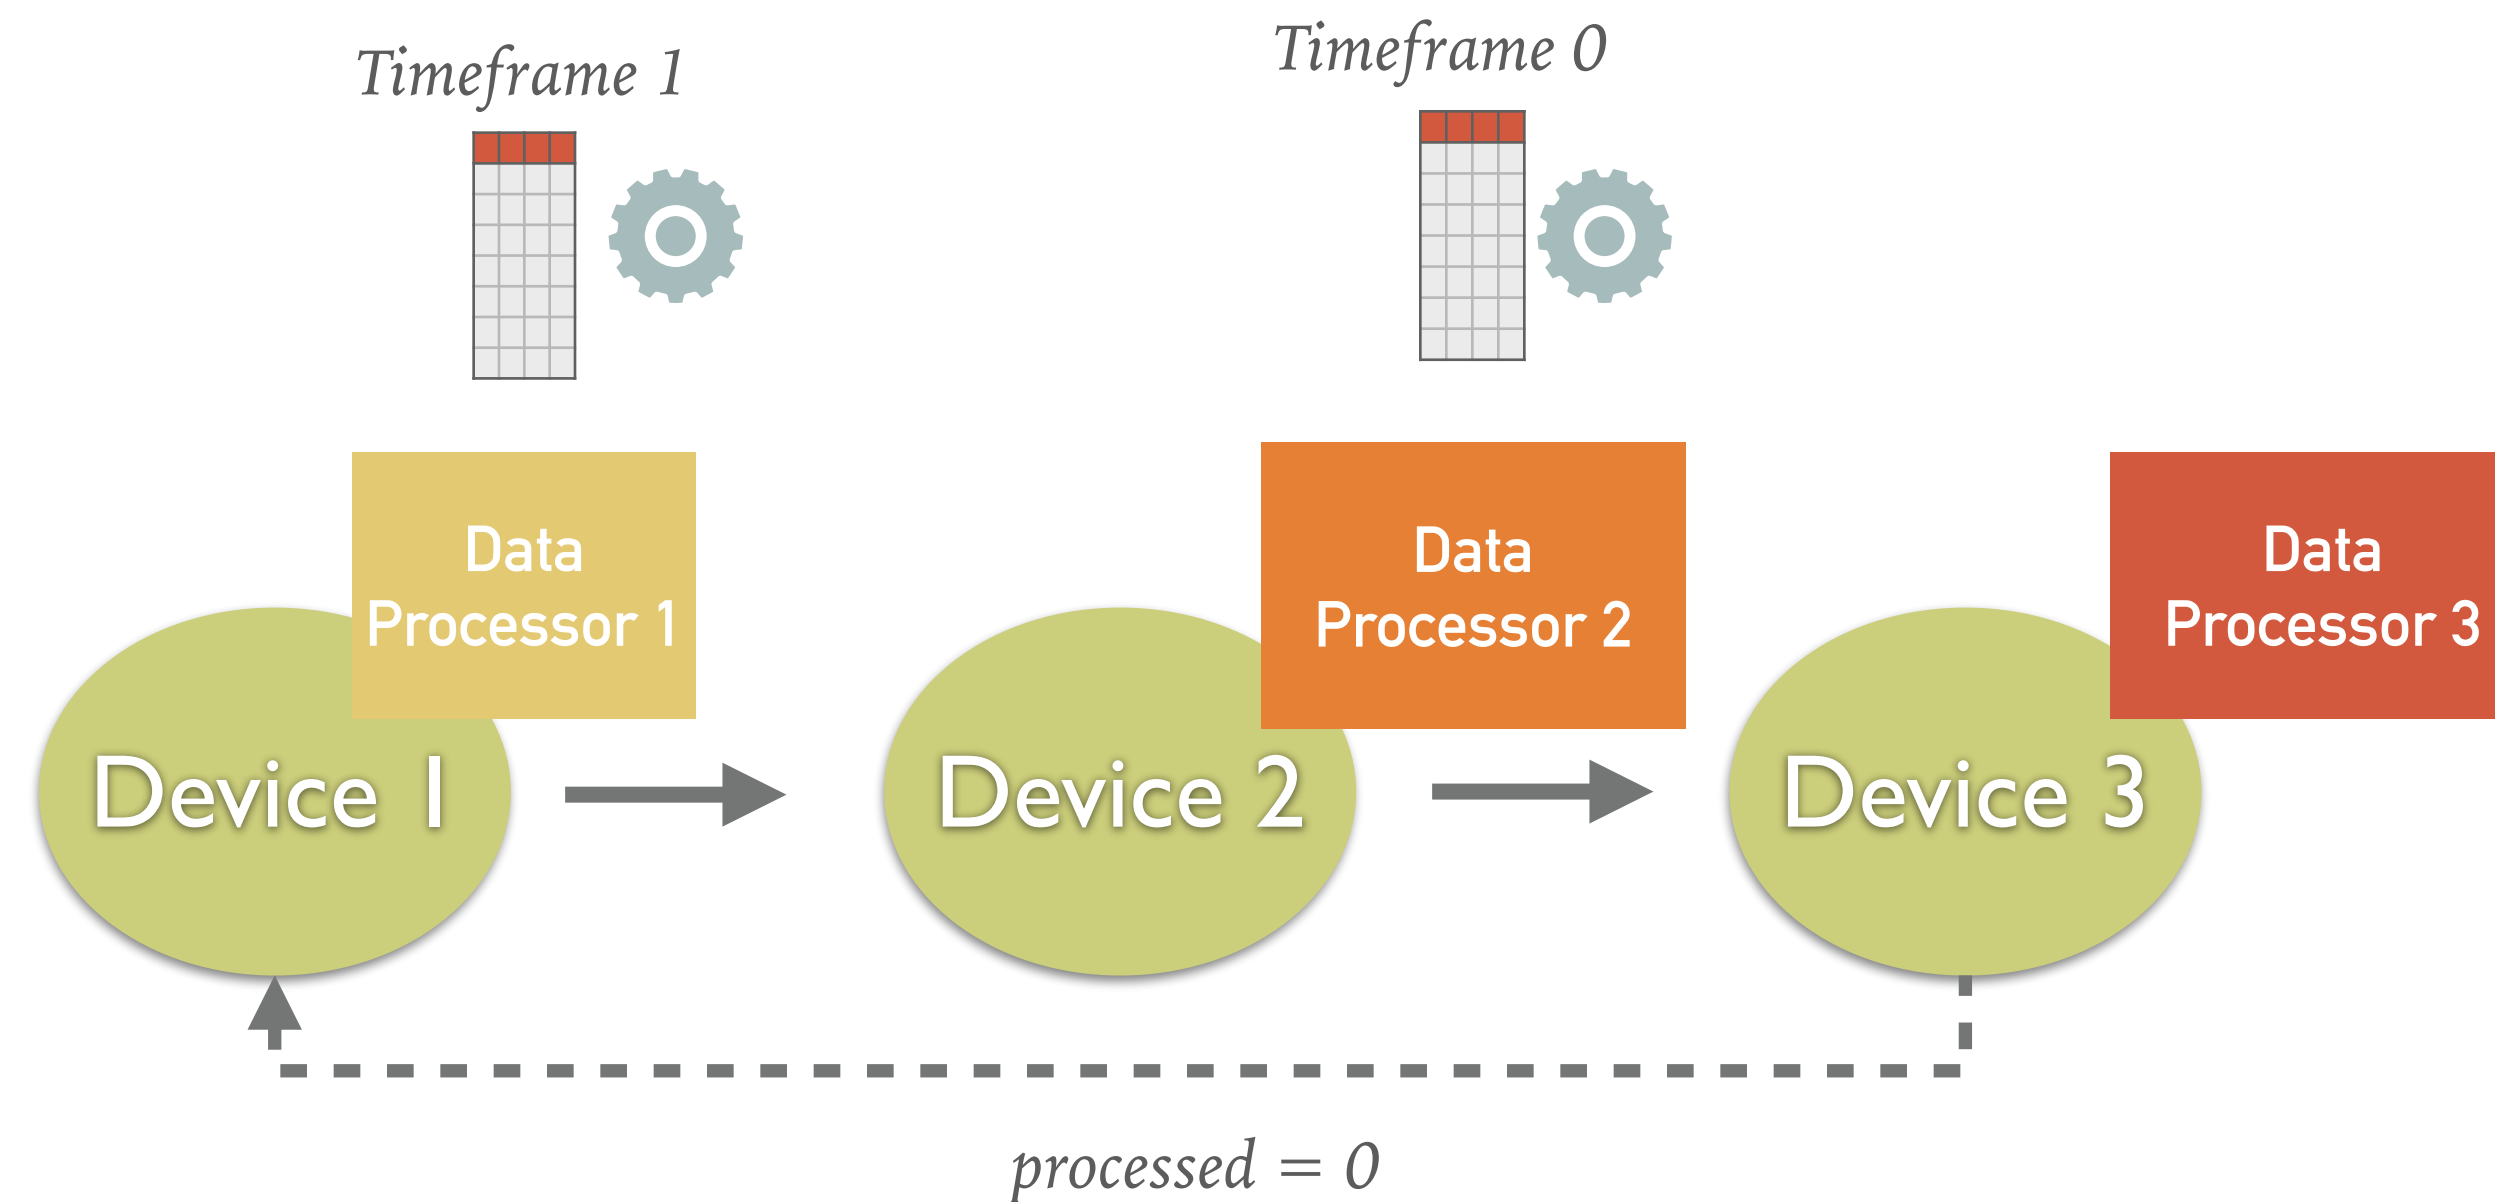 Timeframe 1
Timeframe 0
Data
Processor 1
Data
Processor 2
Data
Processor 3
Device 1
Device 2
Device 3
processed = 0